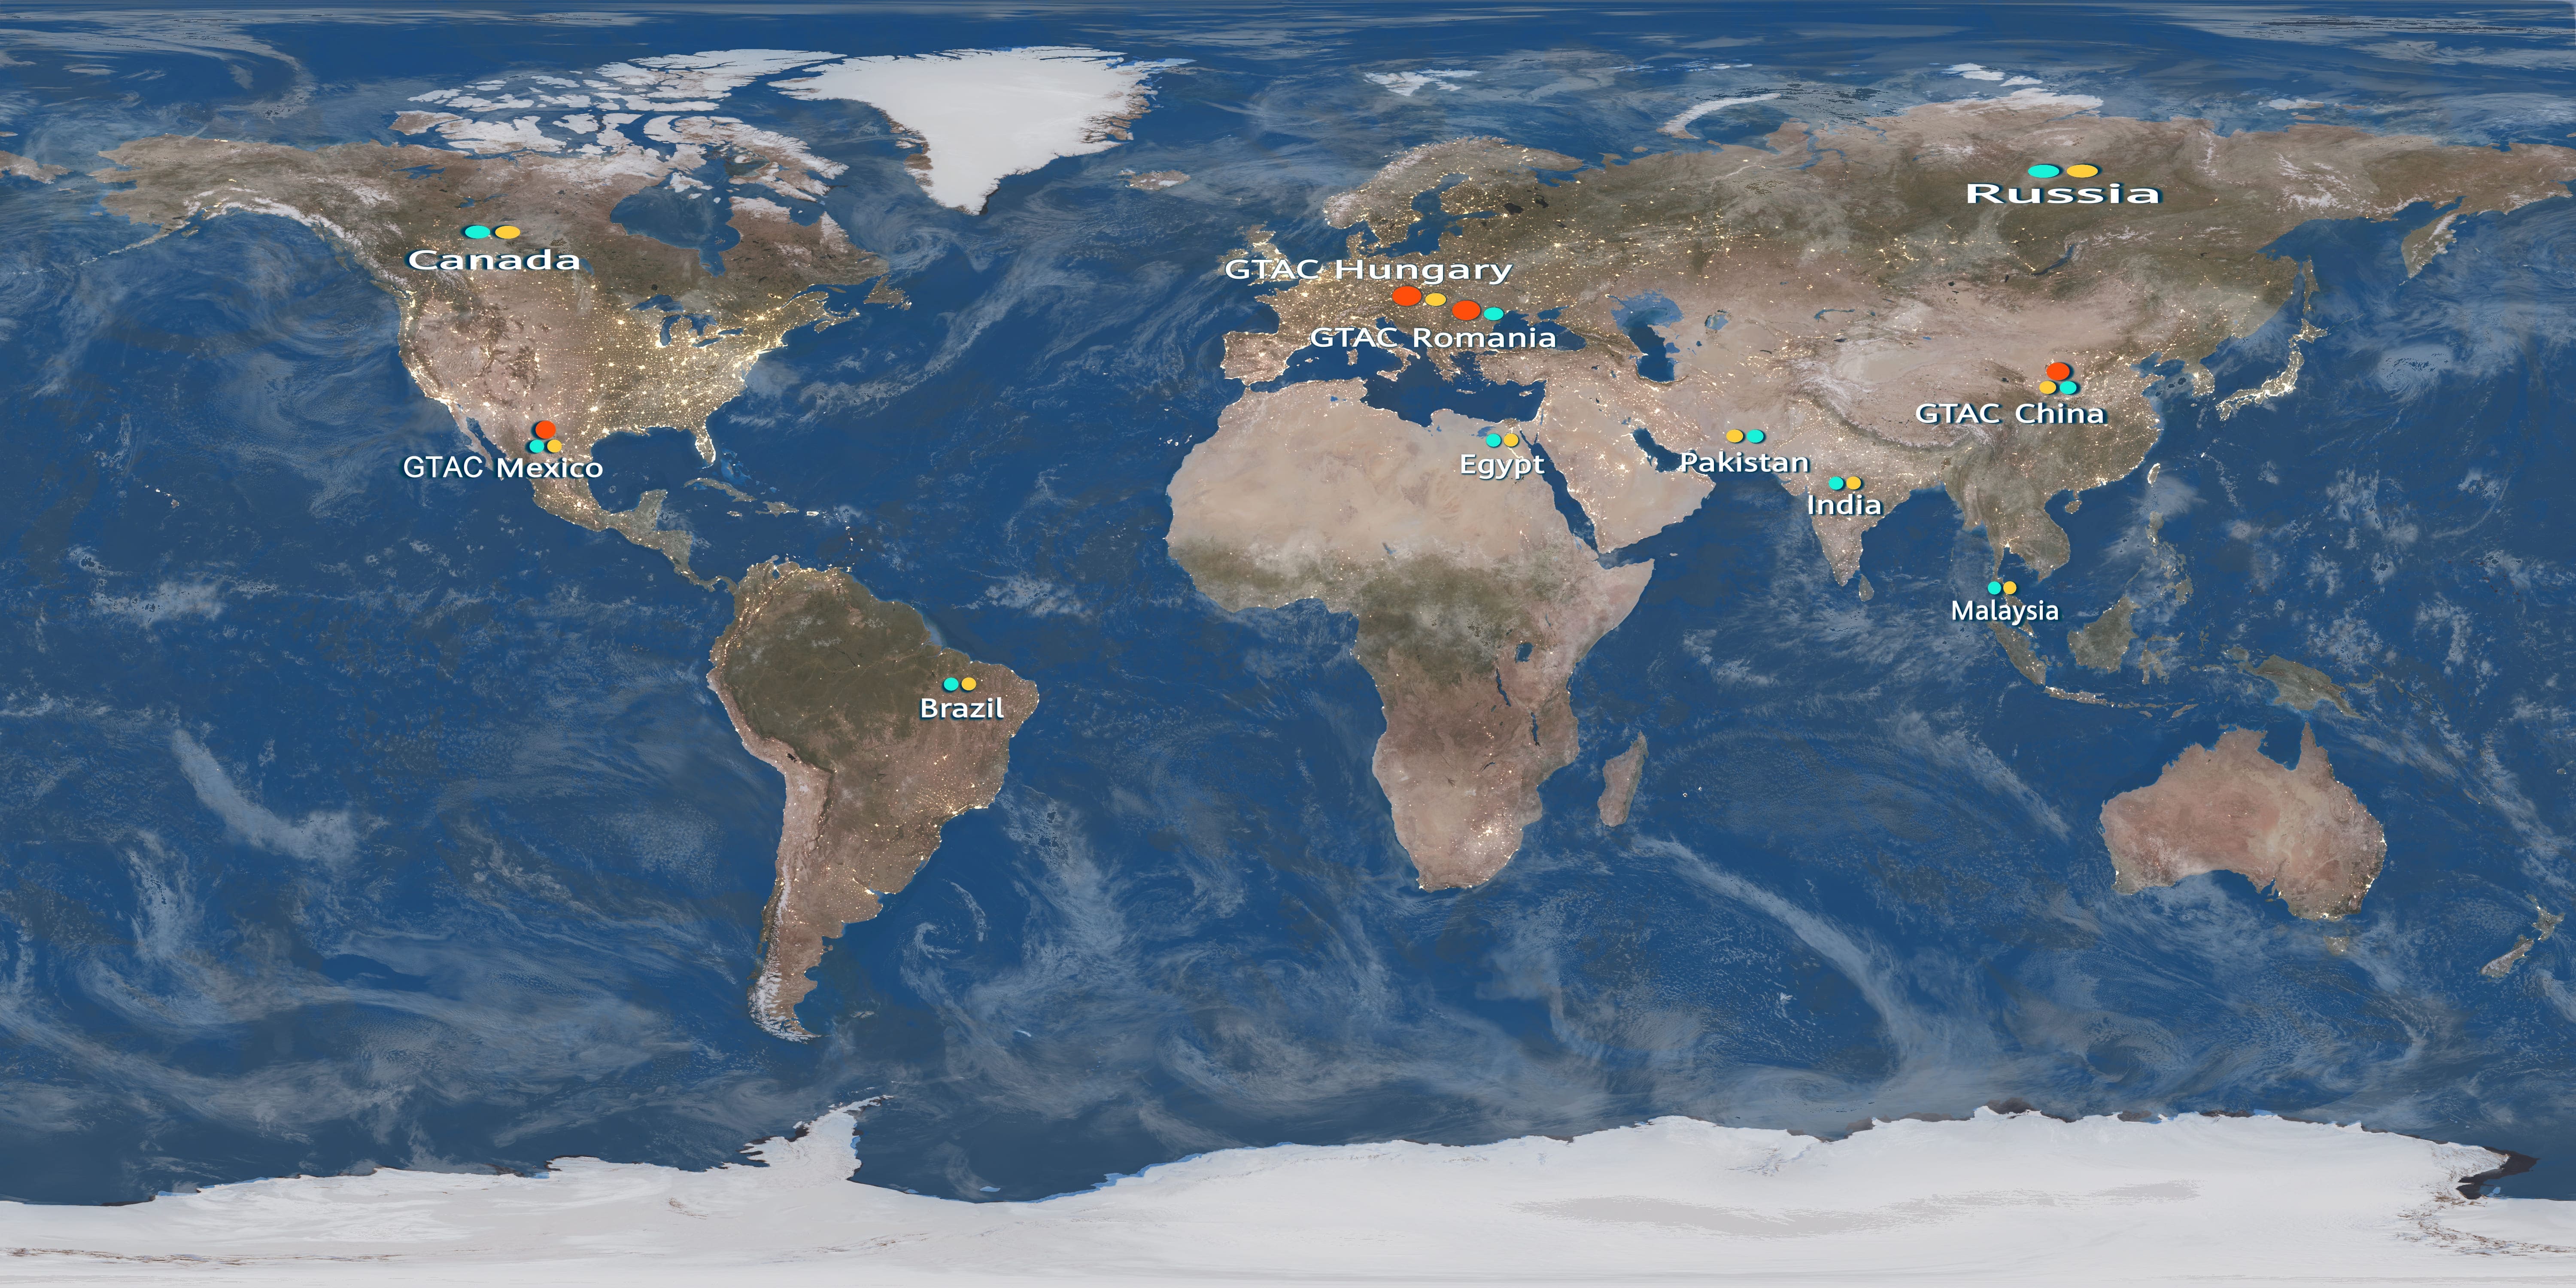 Russia
Canada
GTAC Hungary
GTAC Romania
GTAC China
GTAC Mexico
Egypt
Pakistan
India
Malaysia
Brazil